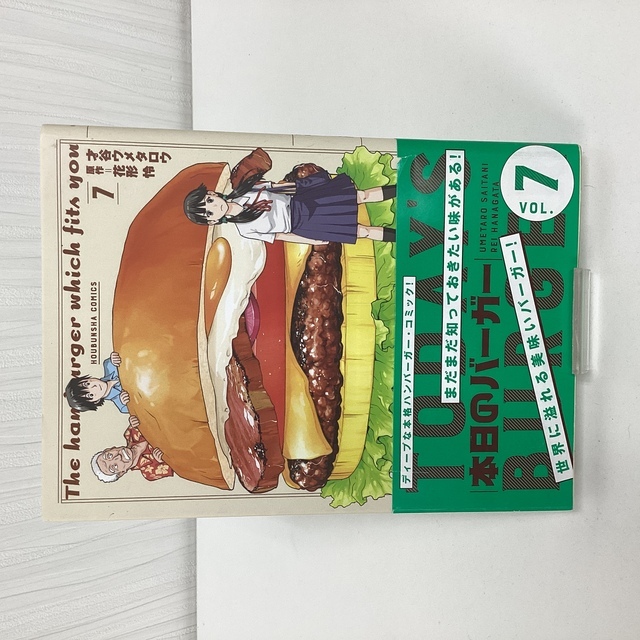 The hamburger which fits you
HOUBUNSHA COMICS
7
才谷ウメタロウ
原作＝花形 怜
TODAY'S
BURGER
ディープな本格ハンバーガー・コミック!
まだまだ知っておきたい味がある!
本日のバーガー
UMETARO SAITANI
REI HANAGATA
VOL.
7
世界に溢れる美味いバーガー!